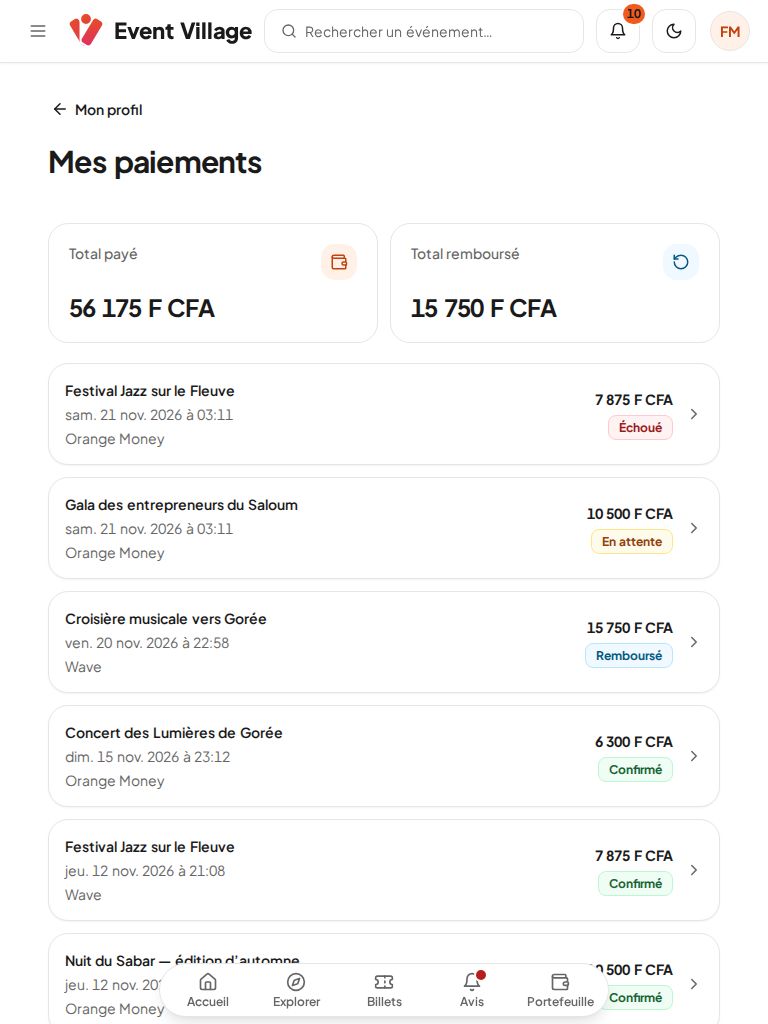 Event Village
Rechercher un événement...
10
FM
Mon profil
Mes paiements
Total payé
56 175 F CFA
Total remboursé
15 750 F CFA
Festival Jazz sur le Fleuve
sam. 21 nov. 2026 à 03:11
Orange Money
7 875 F CFA
Échoué
Gala des entrepreneurs du Saloum
sam. 21 nov. 2026 à 03:11
Orange Money
10 500 F CFA
En attente
Croisière musicale vers Gorée
ven. 20 nov. 2026 à 22:58
Wave
15 750 F CFA
Remboursé
Concert des Lumières de Gorée
dim. 15 nov. 2026 à 23:12
Orange Money
6 300 F CFA
Confirmé
Festival Jazz sur le Fleuve
jeu. 12 nov. 2026 à 21:08
Wave
7 875 F CFA
Confirmé
Nuit du Sabar — édition d'automne
jeu. 12 nov.
Orange Money
500 F CFA
Confirmé
Accueil
Explorer
Billets
Avis
Portefeuille